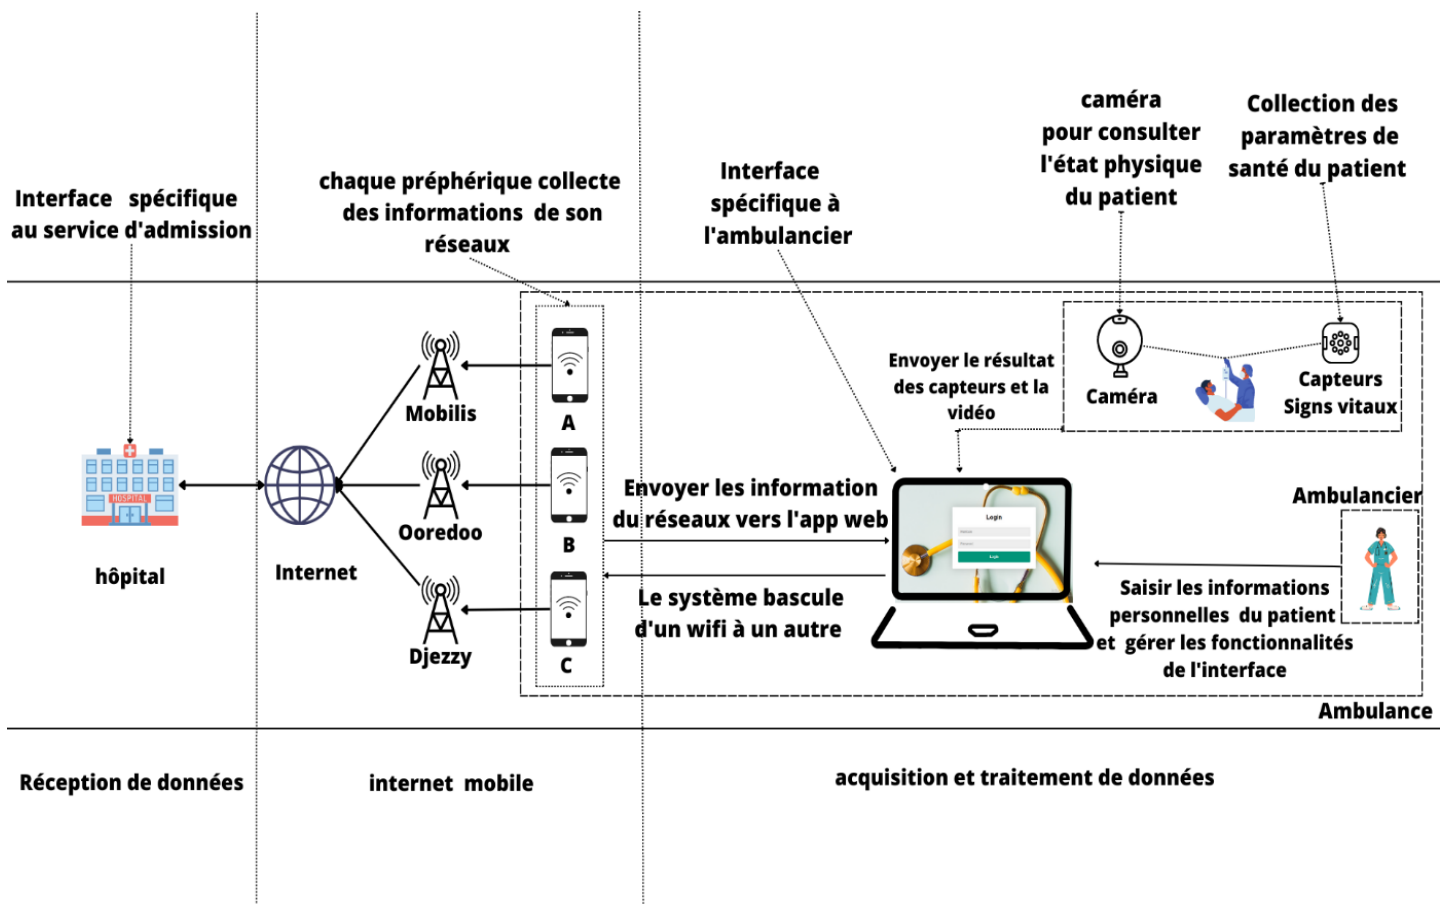 Interface spécifique
au service d'admission
chaque préphérique collecte
des informations de son
réseaux
Interface
spécifique à
l'ambulancier
caméra
pour consulter
l'état physique
du patient
Collection des
paramètres de
santé du patient
Mobilis
Ooredoo
Djezzy
A
B
C
hôpital
HOSPITAL
Internet
Envoyer les information
du réseaux vers l'app web
Le système bascule
d'un wifi à un autre
Envoyer le résultat
des capteurs et la
vidéo
Caméra
Capteurs
Signs vitaux
Login
Login
Ambulancier
Saisir les informations
personnelles du patient
et gérer les fonctionnalités
de l'interface
Ambulance
Réception de données
internet mobile
acquisition et traitement de données